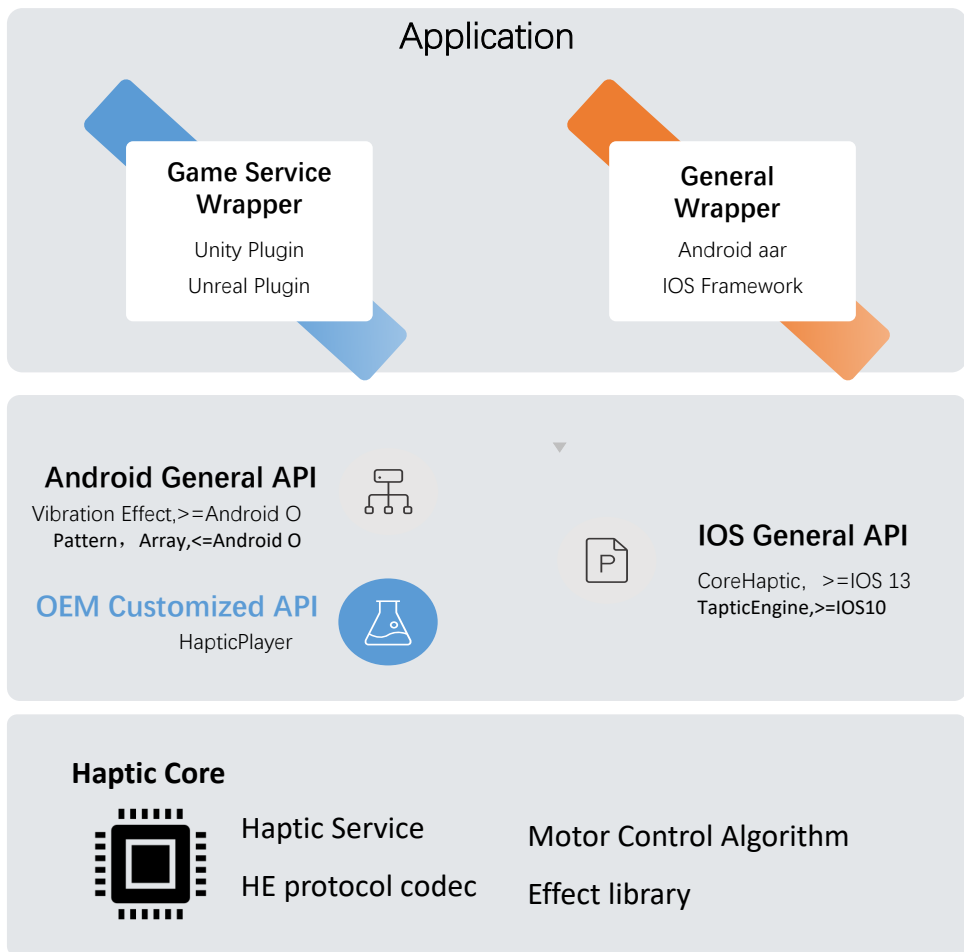 Application
Game Service
Wrapper
Unity Plugin
Unreal Plugin
General
Wrapper
Android aar
IOS Framework
Android General API
Vibration Effect,>=Android O
Pattern，Array,<=Android O
OEM Customized API
HapticPlayer
P
IOS General API
CoreHaptic，>=IOS 13
TapticEngine,>=IOS10
Haptic Core
Haptic Service
HE protocol codec
Motor Control Algorithm
Effect library